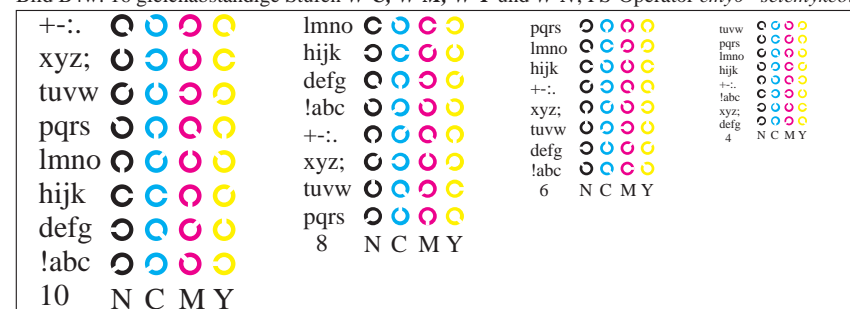 +-:.
xyz;
tuvw
pqrs
lmno
hijk
defg
!abc
10 N C M Y
lmno
hijk
defg
!abc
+-:.
xyz;
tuvw
pqrs
8 N C M Y
pqrs
lmno
hijk
+-:.
xyz;
tuvw
defg
!abc
6 N C M Y
tuvw
pqrs
lmno
hijk
+-:.
!abc
xyz;
defg
4 N C M Y